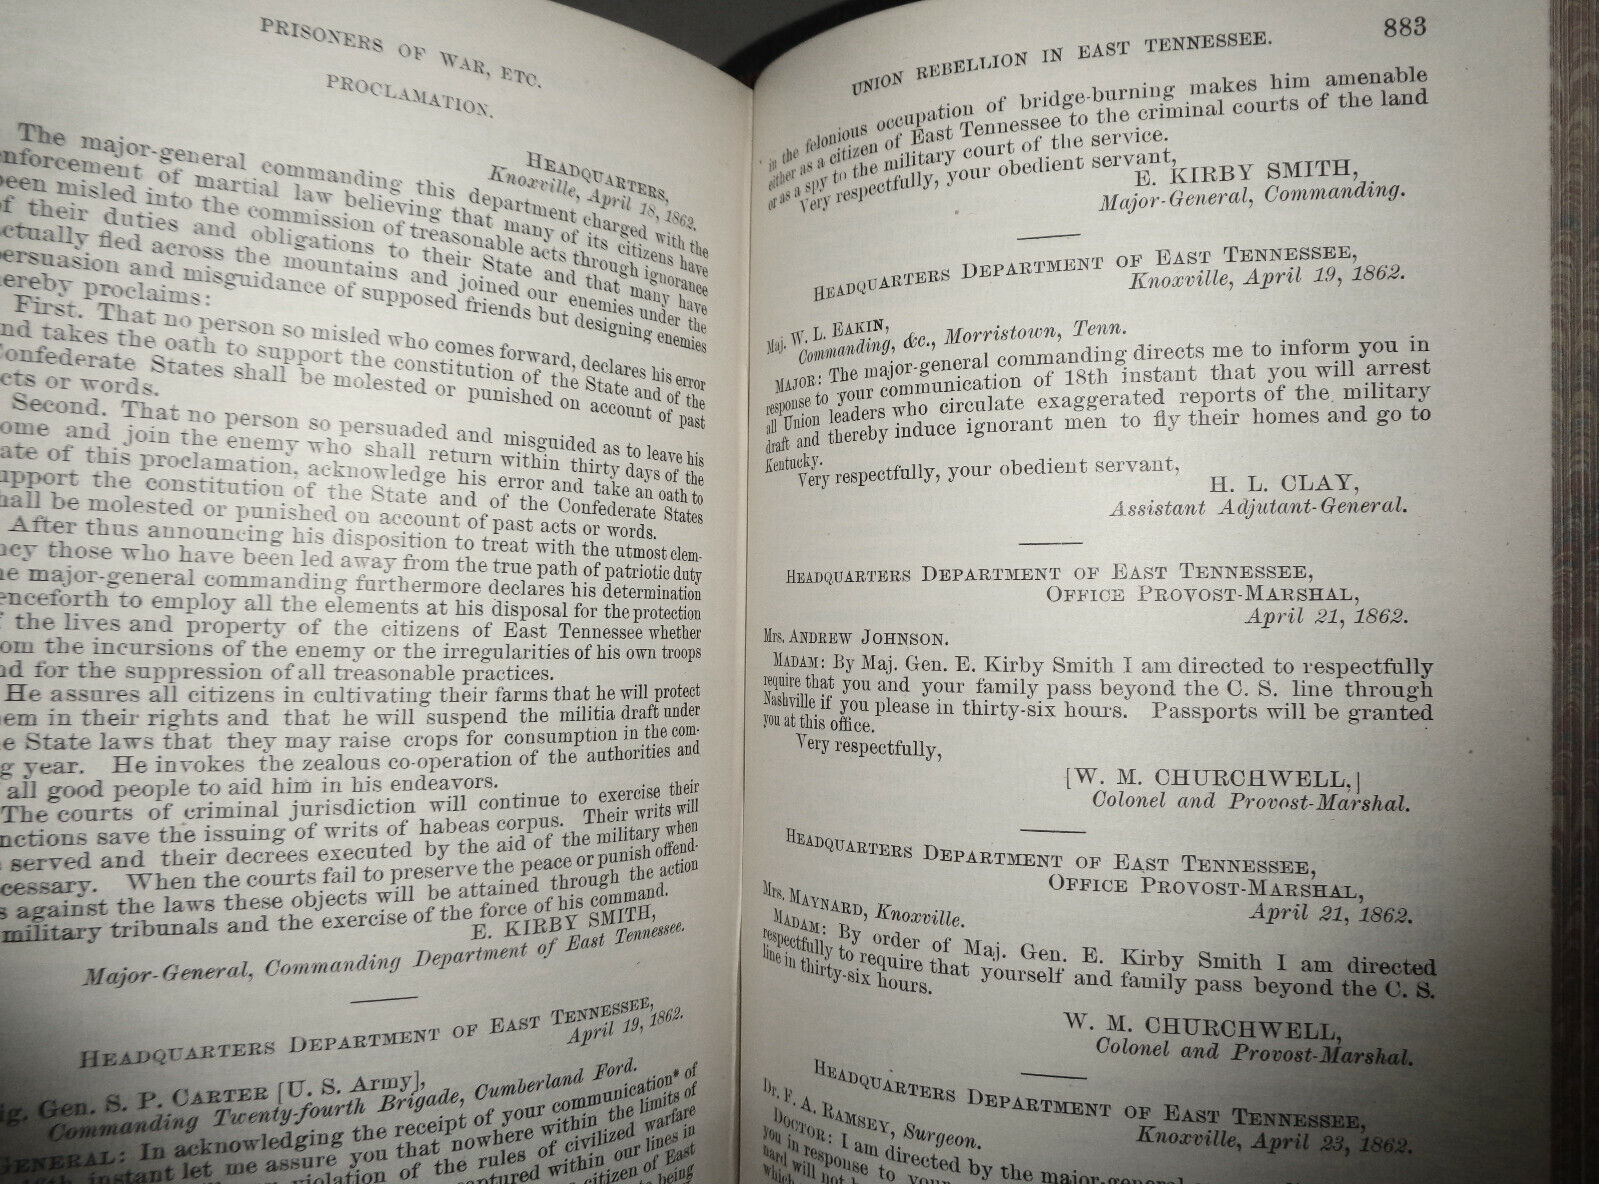 PRISONERS OF WAR, ETC.
PROCLAMATION.
HEADQUARTERS,
Knoxville, April 18, 1862.
The major-general commanding this department charged with the
nforcement of martial law believing that many of its citizens have
een misled into the commission of treasonable acts through ignorance
f their duties and obligations to their State and that many have
ctually fled across the mountains and joined our enemies under the
ersuasion and misguidance of supposed friends but designing enemies
ereby proclaims:
First. That no person so misled who comes forward, declares his error
nd takes the oath to support the constitution of the State and of the
onfederate States shall be molested or punished on account of past
cts or words.
Second. That no person so persuaded and misguided as to leave his
ome and join the enemy who shall return within thirty days of the
ate of this proclamation, acknowledge his error and take an oath to
upport the constitution of the State and of the Confederate States
hall be molested or punished on account of past acts or words.
After thus announcing his disposition to treat with the utmost clem-
ncy those who have been led away from the true path of patriotic duty
he major-general commanding furthermore declares his determination
enceforth to employ all the elements at his disposal for the protection
f the lives and property of the citizens of East Tennessee whether
om the incursions of the enemy or the irregularities of his own troops
nd for the suppression of all treasonable practices.
He assures all citizens in cultivating their farms that he will protect
em in their rights and that he will suspend the militia draft under
e State laws that they may raise crops for consumption in the com-
g year. He invokes the zealous co-operation of the authorities and
all good people to aid him in his endeavors.
The courts of criminal jurisdiction will continue to exercise their
nctions save the issuing of writs of habeas corpus. Their writs will
served and their decrees executed by the aid of the military when
cessary. When the courts fail to preserve the peace or punish offend-
s against the laws these objects will be attained through the action
military tribunals and the exercise of the force of his command.
E. KIRBY SMITH,
Major-General, Commanding Department of East Tennessee.
HEADQUARTERS DEPARTMENT OF EAST TENNESSEE,
April 19, 1862.
ig. Gen. S. P. CARTER [U. S. Army],
Commanding Twenty-fourth Brigade, Cumberland Ford.
GENERAL: In acknowledging the receipt of your communication* of
instant let me assure you that nowhere within the limits of
violation of the rules of civilized warfare
captured within our lines in
citizen of East
being
883
UNION REBELLION IN EAST TENNESSEE.
in the felonious occupation of bridge-burning makes him amenable
either as a citizen of East Tennessee to the criminal courts of the land
or as a spy to the military court of the service.
Very respectfully, your obedient servant,
E. KIRBY SMITH,
Major-General, Commanding.
HEADQUARTERS DEPARTMENT OF EAST TENNESSEE,
Knoxville, April 19, 1862.
Maj. W. L. EAKIN,
Commanding, &c., Morristown, Tenn.
MAJOR: The major-general commanding directs me to inform you in
response to your communication of 18th instant that you will arrest
all Union leaders who circulate exaggerated reports of the military
draft and thereby induce ignorant men to fly their homes and go to
Kentucky.
Very respectfully, your obedient servant,
H. L. CLAY,
Assistant Adjutant-General.
HEADQUARTERS DEPARTMENT OF EAST TENNESSEE,
OFFICE PROVOST-MARSHAL,
April 21, 1862.
Mrs. ANDREW JOHNSON.
MADAM: By Maj. Gen. E. Kirby Smith I am directed to respectfully
require that you and your family pass beyond the C. S. line through
Nashville if you please in thirty-six hours. Passports will be granted
you at this office.
Very respectfully,
[W. M. CHURCHWELL,]
Colonel and Provost-Marshal.
HEADQUARTERS DEPARTMENT OF EAST TENNESSEE,
OFFICE PROVOST-MARSHAL,
April 21, 1862.
Mrs. MAYNARD, Knoxville.
MADAM: By order of Maj. Gen. E. Kirby Smith I am directed
respectfully to require that yourself and family pass beyond the C. S.
line in thirty-six hours.
W. M. CHURCHWELL,
Colonel and Provost-Marshal.
HEADQUARTERS DEPARTMENT OF EAST TENNESSEE,
Knoxville, April 23, 1862.
Dr. F. A. RAMSEY, Surgeon.
DOCTOR: I am directed by the major-
you in response to your
nard will not
which